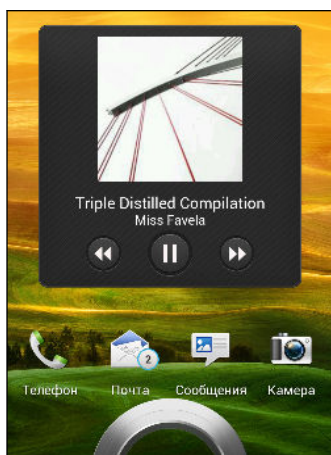 Triple Distilled Compilation
Miss Favela
2
Телефон Почта Сообщения Камера